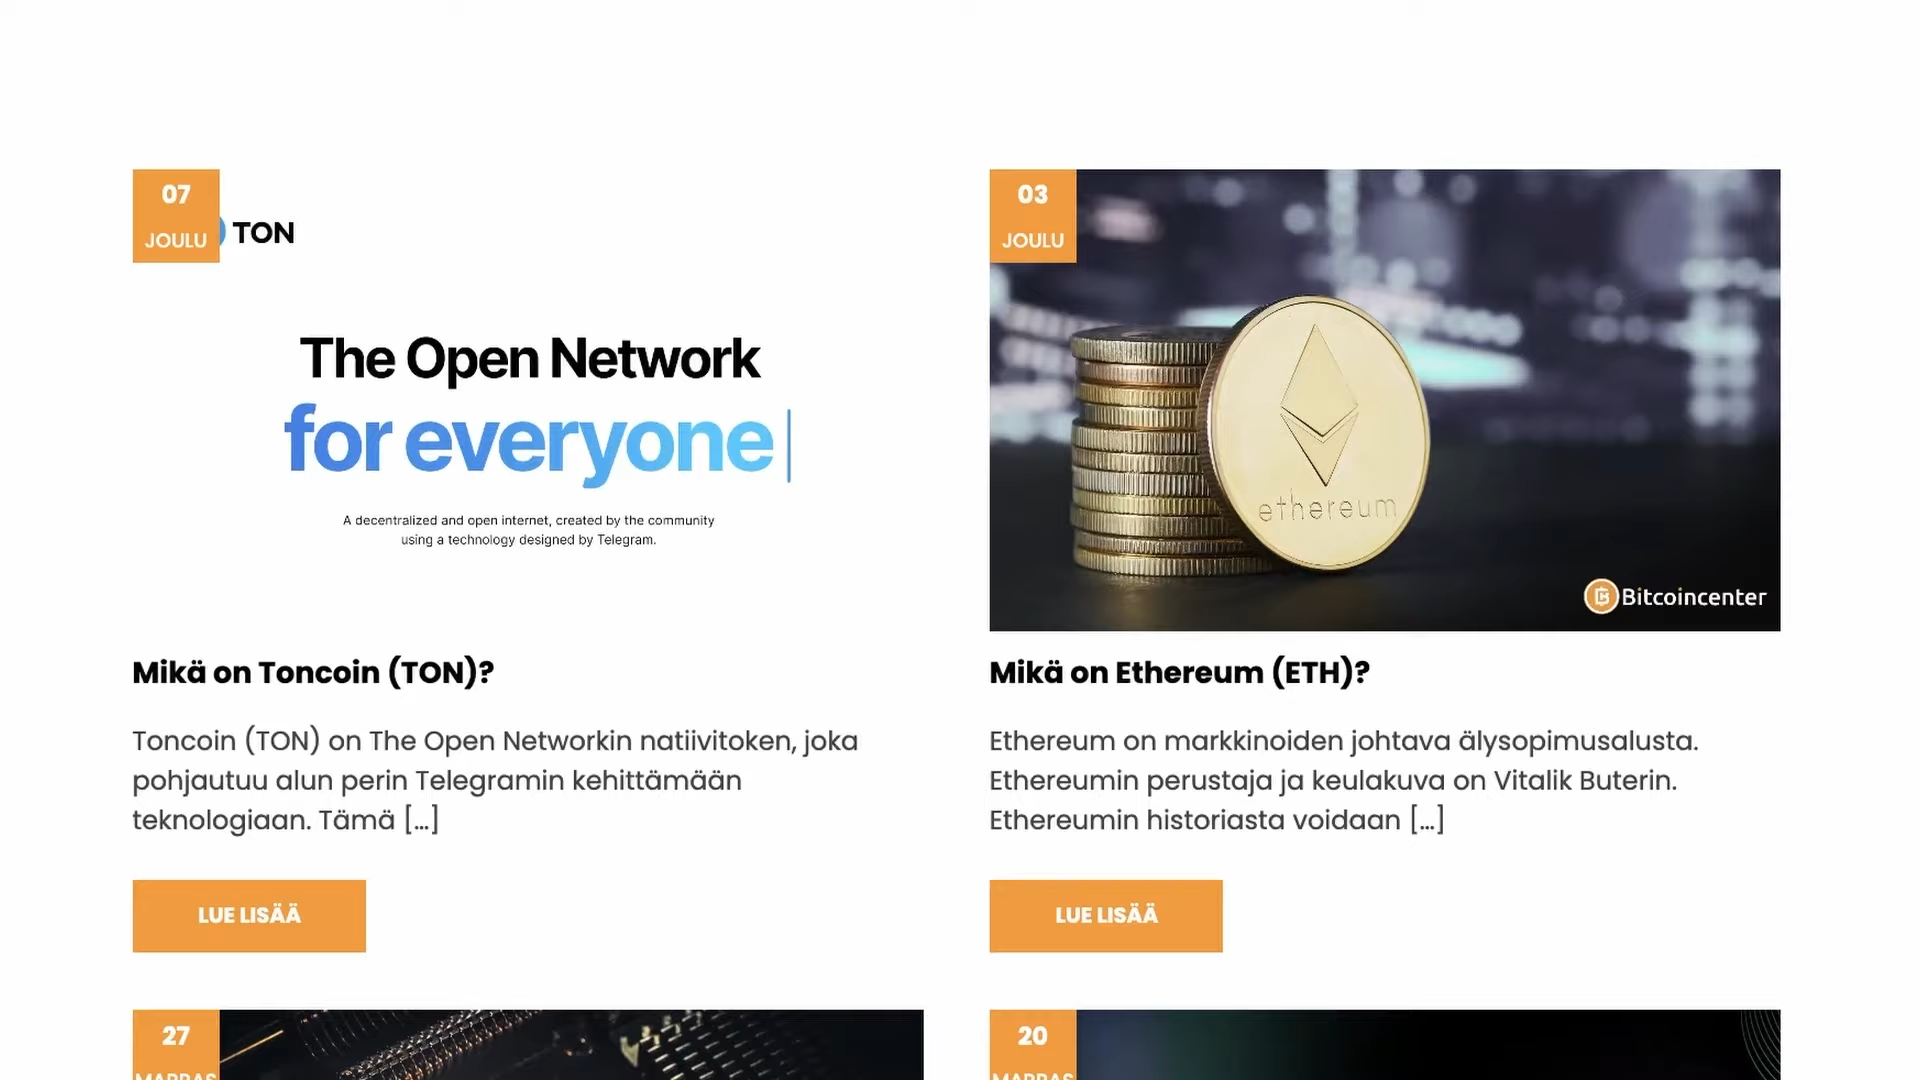 07
JOULU
TON
The Open Network
for everyone
A decentralized and open internet, created by the community
using a technology designed by Telegram.
Mikä on Toncoin (TON)?
Toncoin (TON) on The Open Networkin natiivitoken, joka
pohjautuu alun perin Telegramin kehittämään
teknologiaan. Tämä [...]
LUE LISÄÄ
03
JOULU
ethereum
Bitcoincenter
Mikä on Ethereum (ETH)?
Ethereum on markkinoiden johtava älysopimusalusta.
Ethereumin perustaja ja keulakuva on Vitalik Buterin.
Ethereumin historiasta voidaan [...]
LUE LISÄÄ
27
MARRAS
20
MARRAS